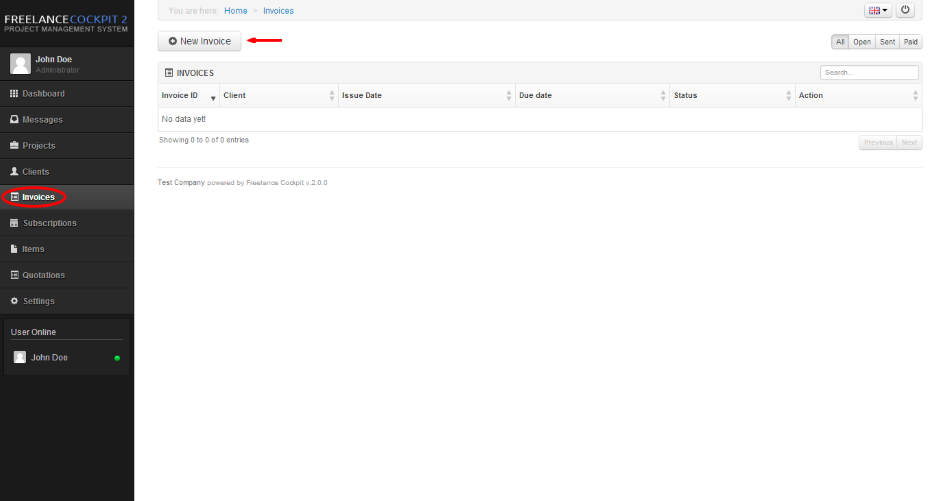 FREELANCECOCKPIT 2
PROJECT MANAGEMENT SYSTEM
John Doe
Administrator
Dashboard
Messages
Projects
Clients
Invoices
Subscriptions
Items
Quotations
Settings
User Online
John Doe
You are here: Home > Invoices
New Invoice
All Open Sent Paid
INVOICES
Search...
Invoice ID Client Issue Date Due date Status Action
No data yet!
Showing 0 to 0 of 0 entries
Previous Next
Test Company powered by Freelance Cockpit v.2.0.0